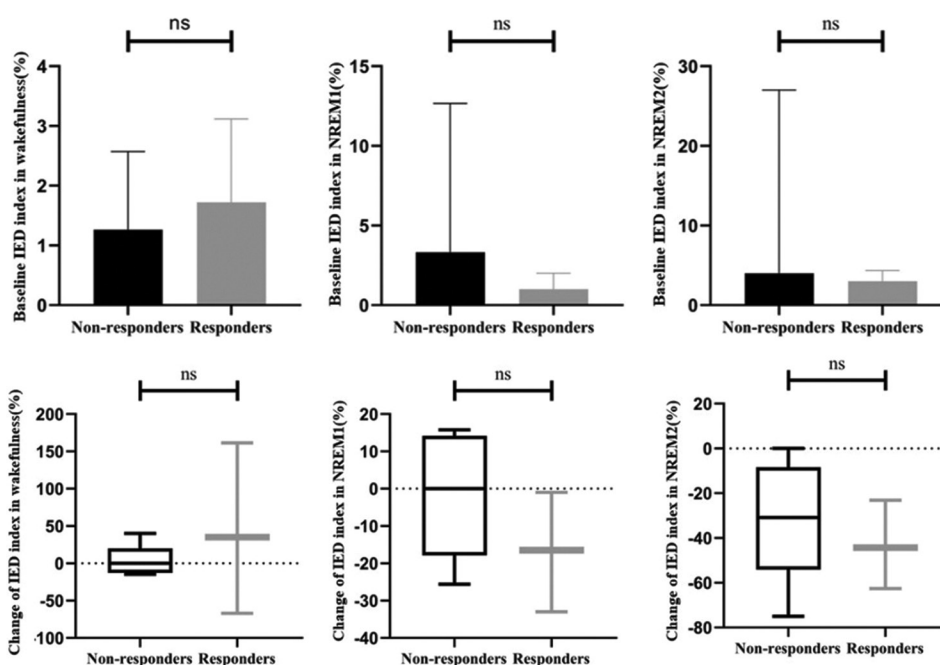 ns
Baseline IED index in wakefulness(%)
4
3
2
1
0
Non-responders Responders
ns
Baseline IED index in NREM1(%)
15
10
5
0
Non-responders Responders
ns
Baseline IED index in NREM2(%)
30
20
10
0
Non-responders Responders
ns
Change of IED index in wakefulness(%)
200
150
100
50
0
-50
-100
Non-responders Responders
ns
Change of IED index in NREM1(%)
20
10
0
-10
-20
-30
-40
Non-responders Responders
ns
Change of IED index in NREM2(%)
20
0
-20
-40
-60
-80
Non-responders Responders